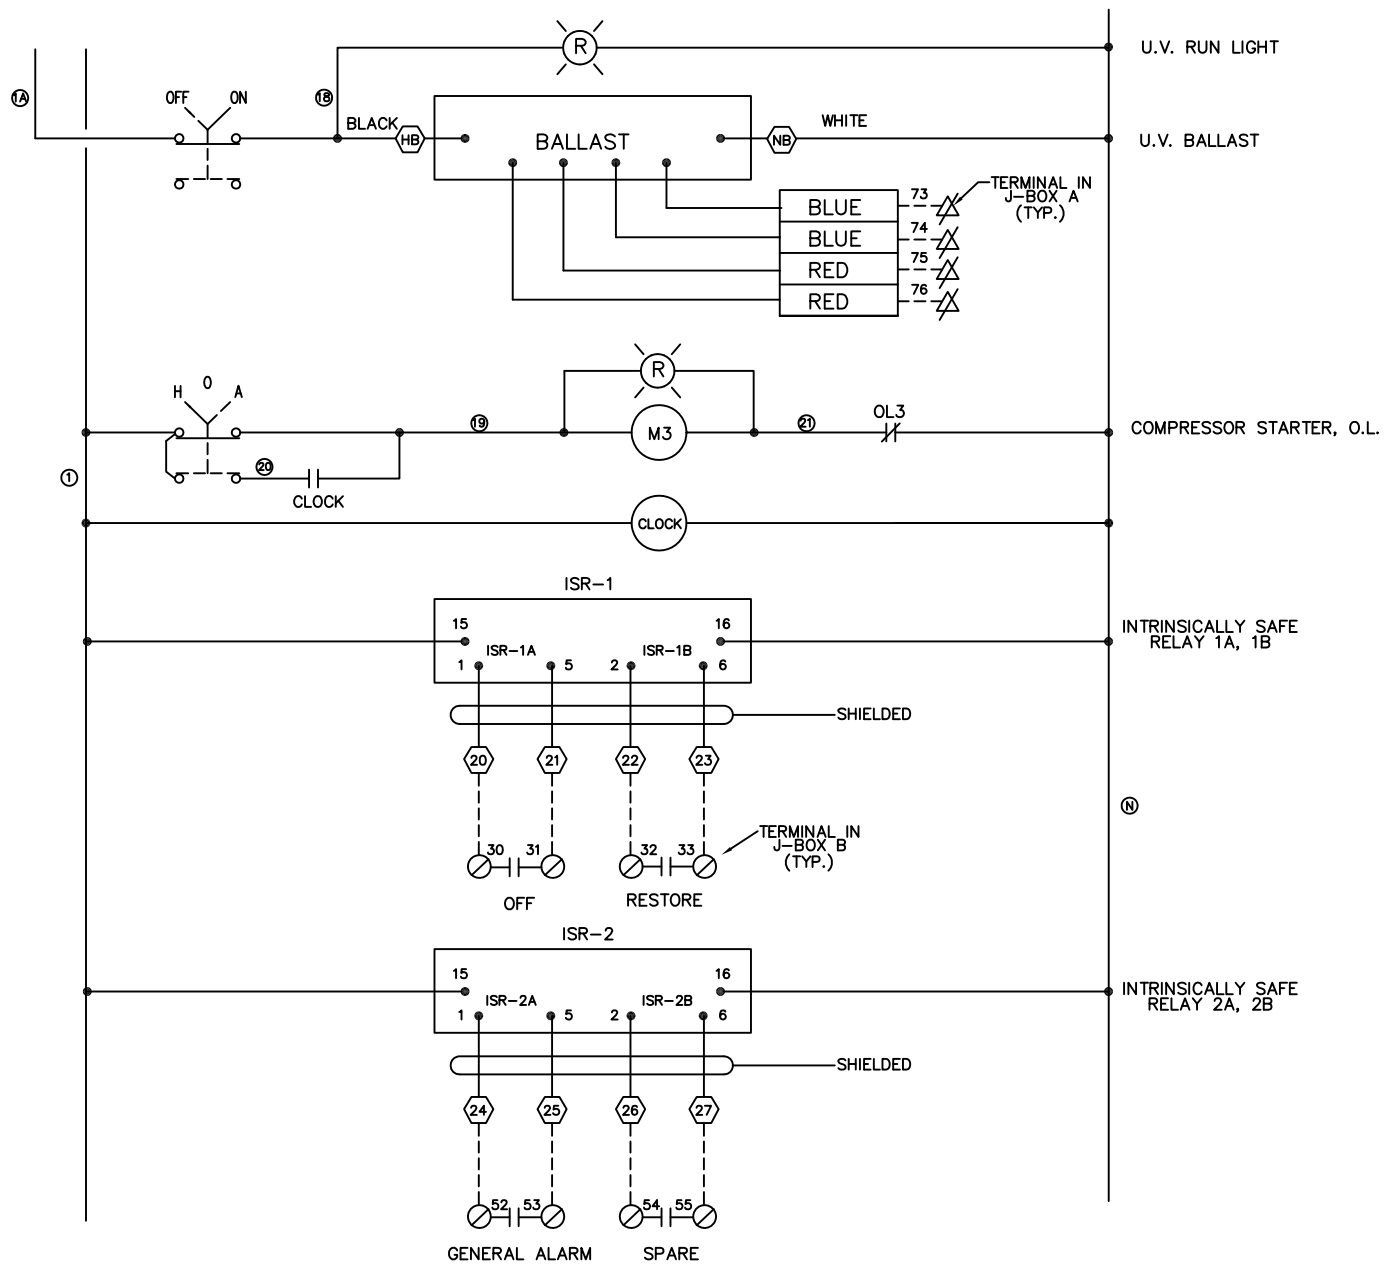 R
U.V. RUN LIGHT
1A
OFF
ON
18
BLACK
HB
BALLAST
NB
WHITE
U.V. BALLAST
BLUE
73
TERMINAL IN
J-BOX A
(TYP.)
BLUE
74
RED
75
RED
76
H
O
A
R
19
M3
21
OL3
COMPRESSOR STARTER, O.L.
20
1
CLOCK
CLOCK
ISR-1
15
16
ISR-1A
ISR-1B
1
5
2
6
INTRINSICALLY SAFE
RELAY 1A, 1B
SHIELDED
20
21
22
23
N
30
31
32
33
TERMINAL IN
J-BOX B
(TYP.)
OFF
RESTORE
ISR-2
15
16
ISR-2A
ISR-2B
1
5
2
6
INTRINSICALLY SAFE
RELAY 2A, 2B
SHIELDED
24
25
26
27
52
53
54
55
GENERAL ALARM
SPARE